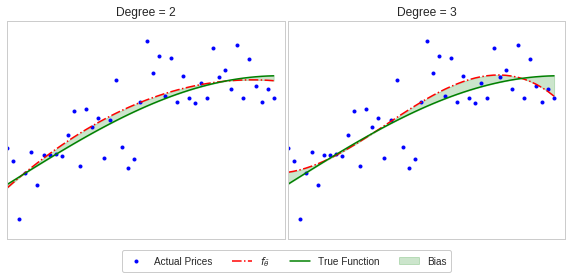 Degree = 2
Degree = 3
Actual Prices
f_θ̂
True Function
Bias